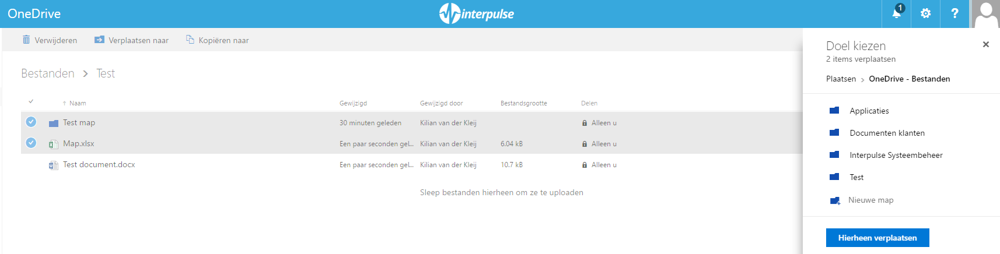 OneDrive
interpulse
1
?
Verwijderen
Verplaatsen naar
Kopiëren naar
Bestanden > Test
Naam Gewijzigd Gewijzigd door Bestandsgrootte Delen
Test map 30 minuten geleden Kilian van der Kleij Alleen u
Map.xlsx Een paar seconden gel... Kilian van der Kleij 6.04 kB Alleen u
Test document.docx Een paar seconden gel... Kilian van der Kleij 10.7 kB Alleen u
Sleep bestanden hierheen om ze te uploaden
Doel kiezen
2 items verplaatsen
Plaatsen > OneDrive - Bestanden
Applicaties
Documenten klanten
Interpulse Systeembeheer
Test
Nieuwe map
Hierheen verplaatsen